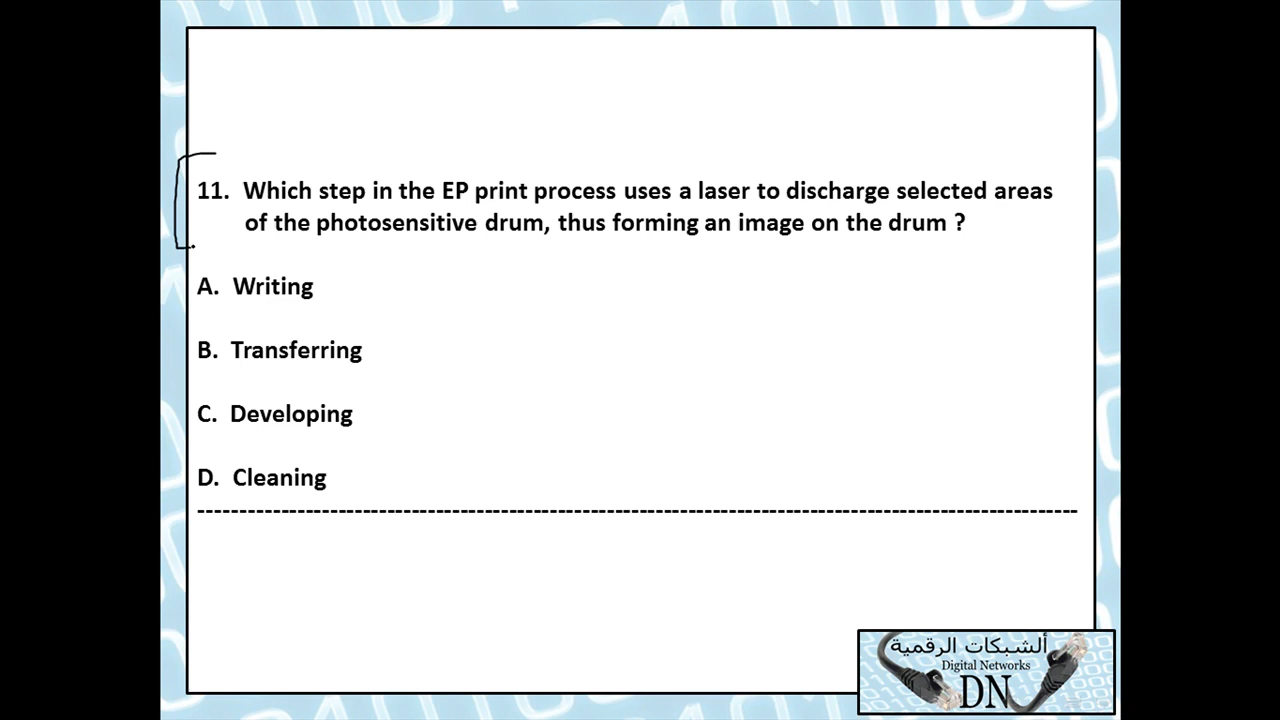 11. Which step in the EP print process uses a laser to discharge selected areas
of the photosensitive drum, thus forming an image on the drum ?
A. Writing
B. Transferring
C. Developing
D. Cleaning
ألشبكات الرقمية
Digital Networks
DN